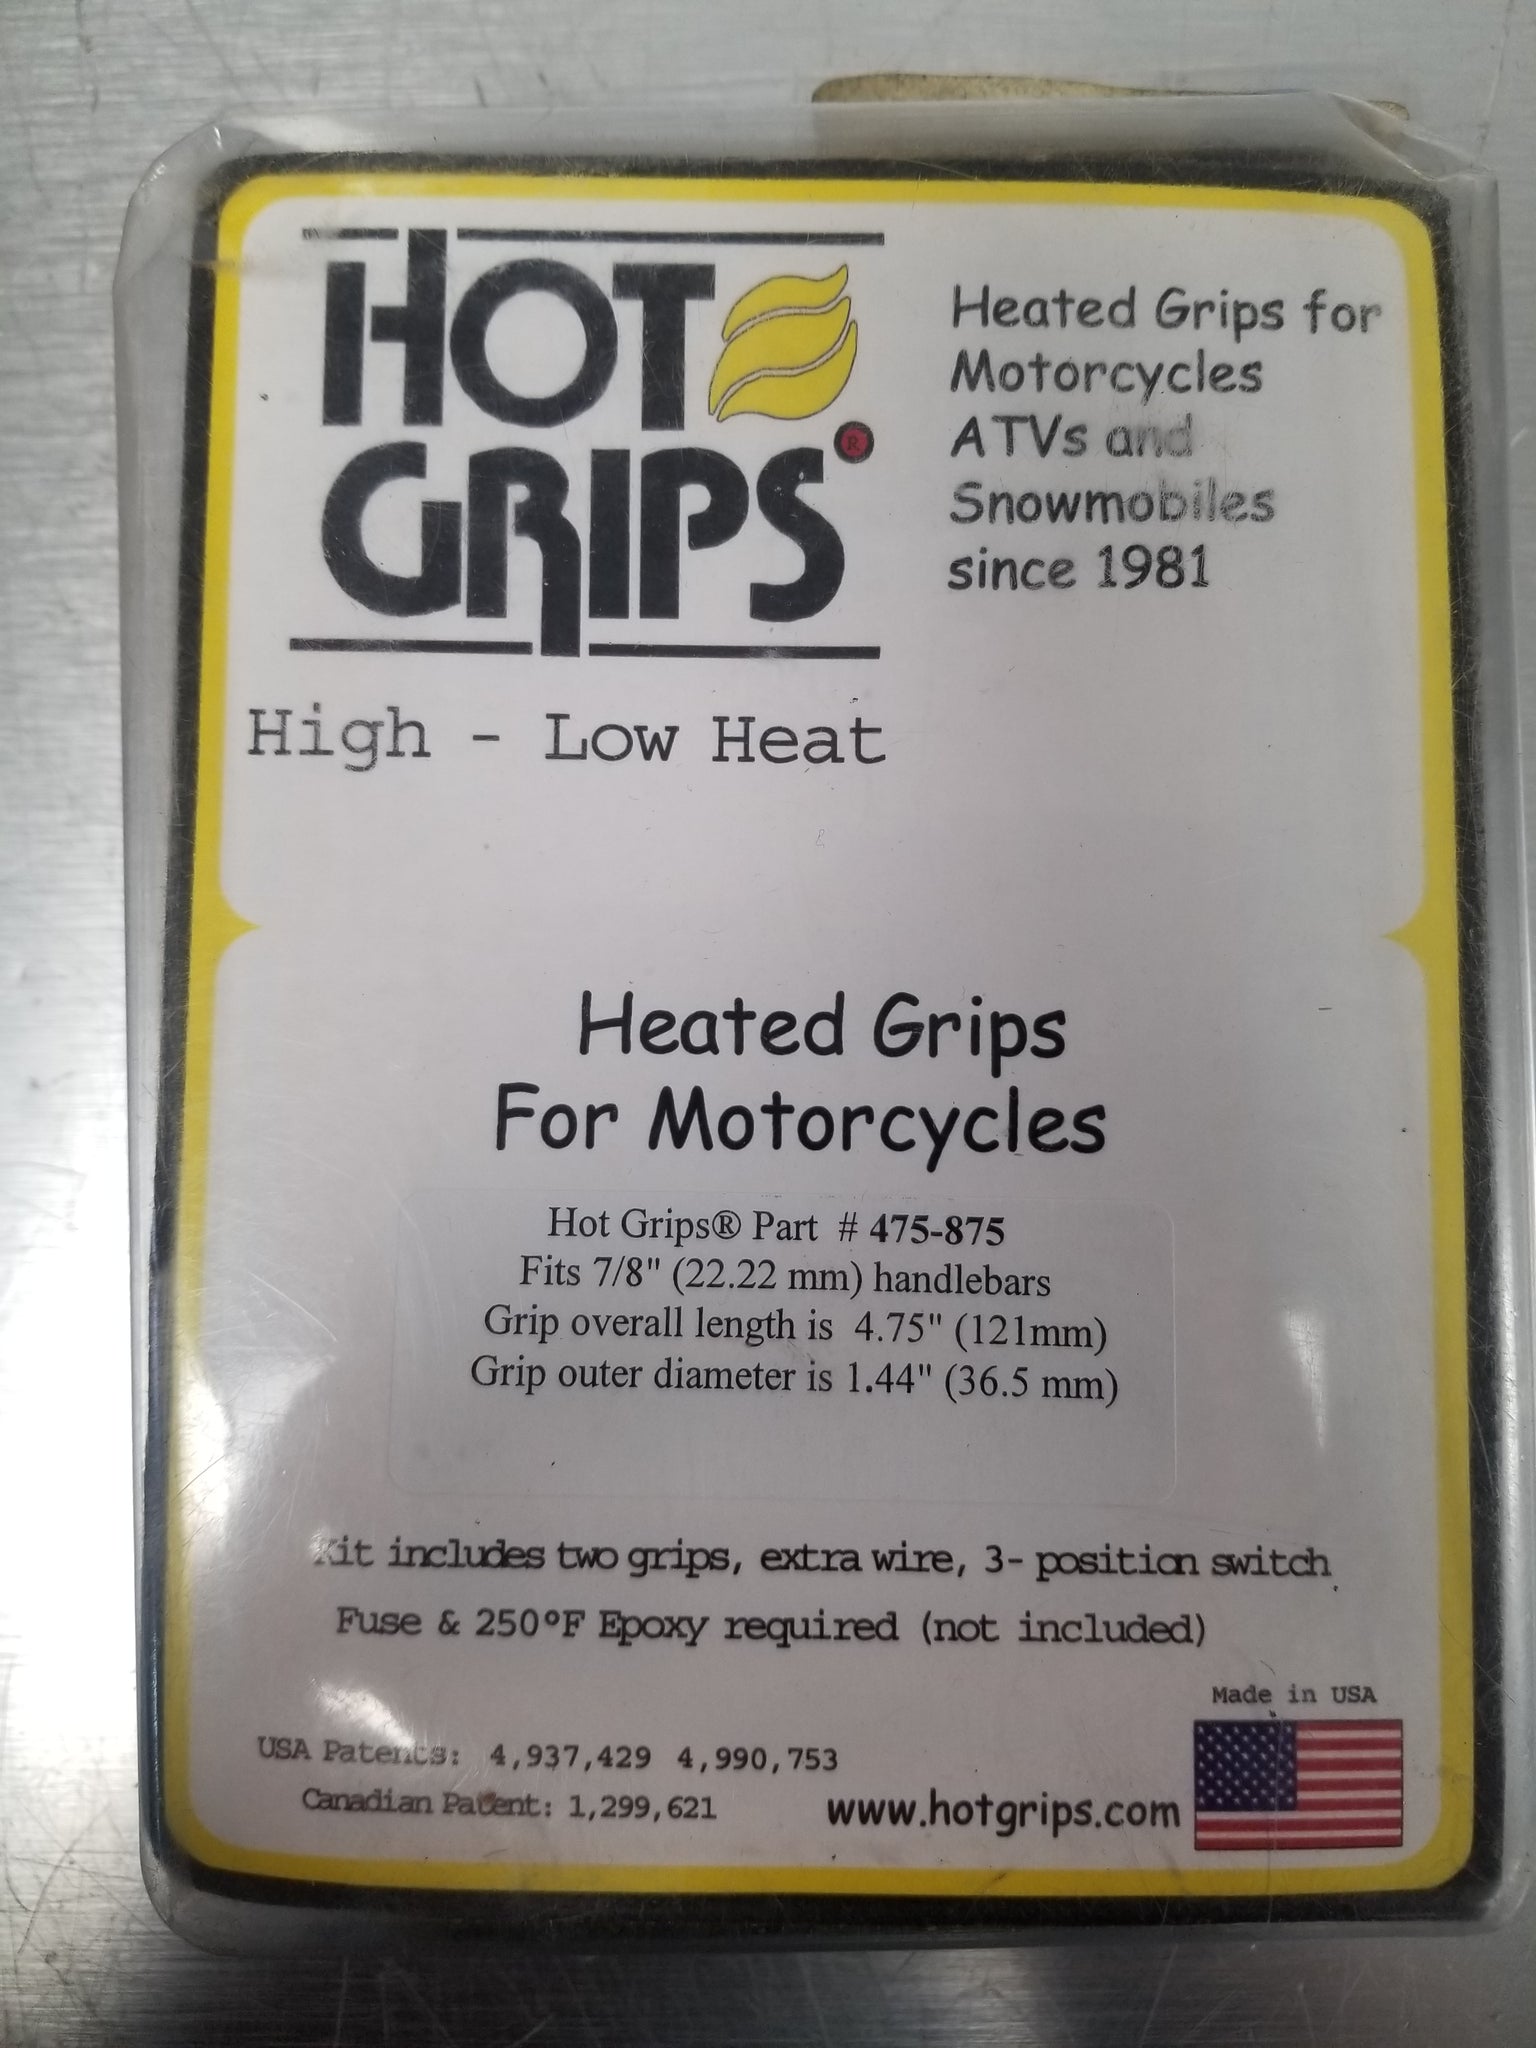 HOT
GRIPS®
Heated Grips for
Motorcycles
ATVs and
Snowmobiles
since 1981
High - Low Heat
Heated Grips
For Motorcycles
Hot Grips® Part # 475-875
Fits 7/8" (22.22 mm) handlebars
Grip overall length is 4.75" (121mm)
Grip outer diameter is 1.44" (36.5 mm)
Kit includes two grips, extra wire, 3- position switch
Fuse & 250°F Epoxy required (not included)
Made in USA
USA Patents: 4,937,429 4,990,753
Canadian Patent: 1,299,621
www.hotgrips.com